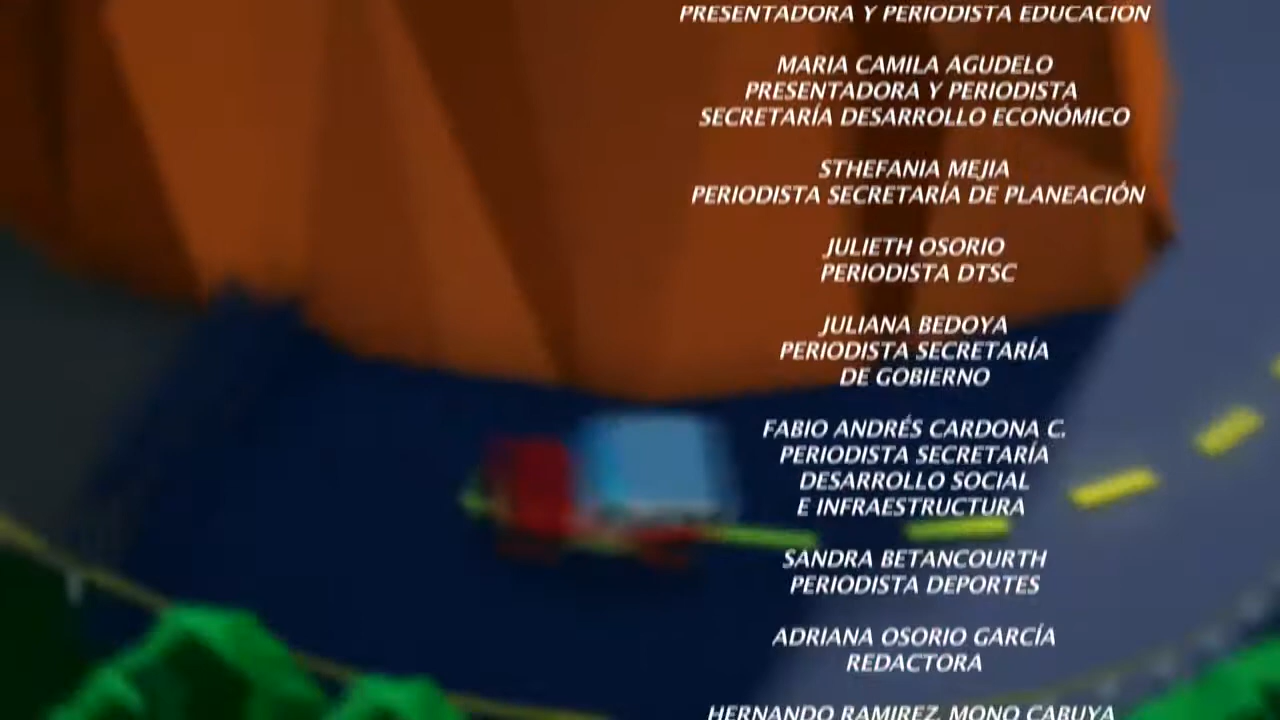 PRESENTADORA Y PERIODISTA EDUCACIÓN
MARIA CAMILA AGUDELO
PRESENTADORA Y PERIODISTA
SECRETARÍA DESARROLLO ECONÓMICO
STHEFANIA MEJIA
PERIODISTA SECRETARÍA DE PLANEACIÓN
JULIETH OSORIO
PERIODISTA DTSC
JULIANA BEDOYA
PERIODISTA SECRETARÍA
DE GOBIERNO
FABIO ANDRÉS CARDONA C.
PERIODISTA SECRETARÍA
DESARROLLO SOCIAL
E INFRAESTRUCTURA
SANDRA BETANCOURTH
PERIODISTA DEPORTES
ADRIANA OSORIO GARCÍA
REDACTORA
HERNANDO RAMIREZ, MONO CABUYA